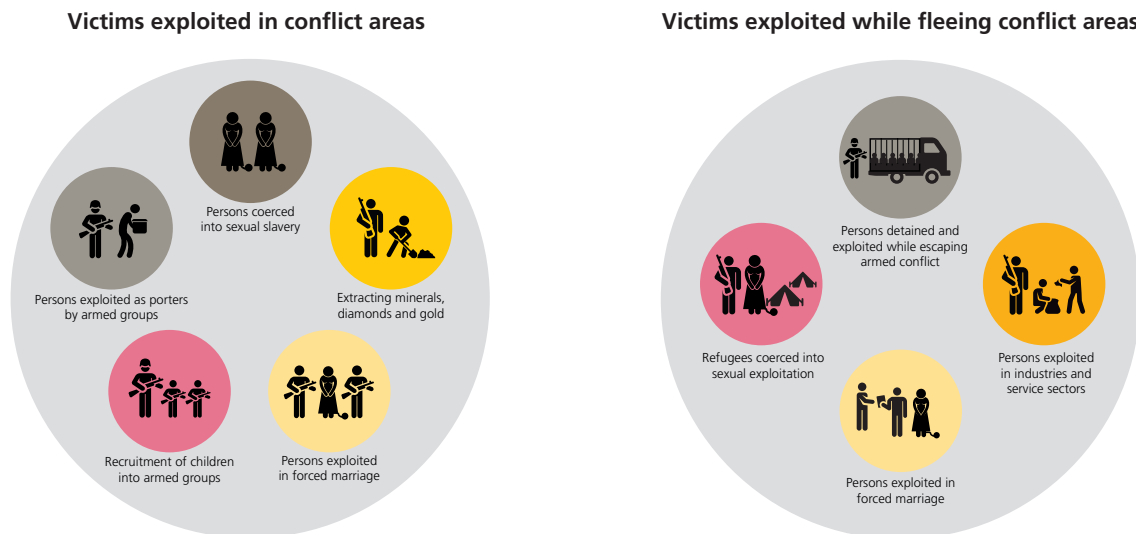 Victims exploited in conflict areas
Persons coerced
into sexual slavery
Persons exploited as porters
by armed groups
Extracting minerals,
diamonds and gold
Recruitment of children
into armed groups
Persons exploited
in forced marriage
Victims exploited while fleeing conflict areas
Persons detained and
exploited while escaping
armed conflict
Refugees coerced into
sexual exploitation
Persons exploited
in industries and
service sectors
Persons exploited in
forced marriage